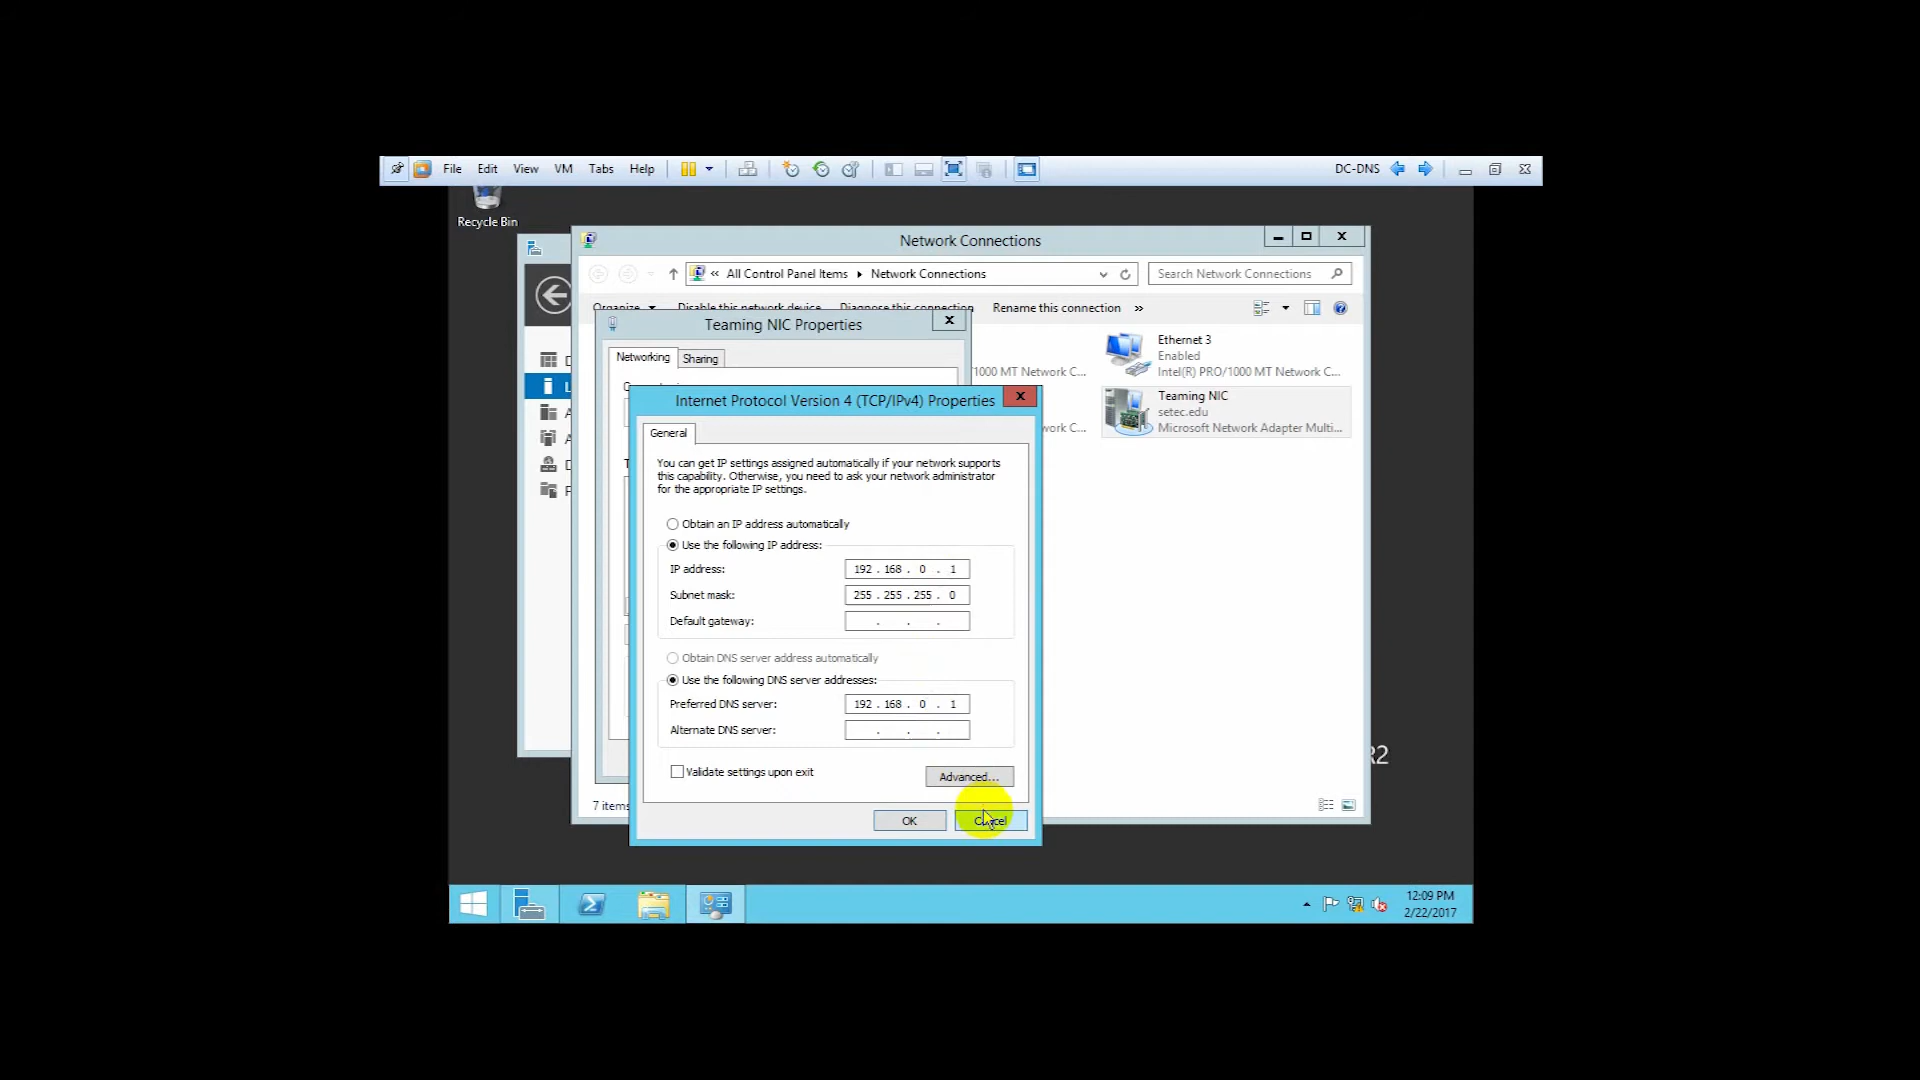 File Edit View VM Tabs Help DC-DNS
Recycle Bin
Network Connections
« All Control Panel Items Network Connections
Search Network Connections
Organize Disable this network device Diagnose this connection Rename this connection »
Teaming NIC Properties
Networking Sharing
Ethernet 3
Enabled
Intel(R) PRO/1000 MT Network C...
/1000 MT Network C...
Teaming NIC
setec.edu
Microsoft Network Adapter Multi...
work C...
Internet Protocol Version 4 (TCP/IPv4) Properties
General
You can get IP settings assigned automatically if your network supports
this capability. Otherwise, you need to ask your network administrator
for the appropriate IP settings.
Obtain an IP address automatically
Use the following IP address:
IP address: 192 . 168 . 0 . 1
Subnet mask: 255 . 255 . 255 . 0
Default gateway: . . .
Obtain DNS server address automatically
Use the following DNS server addresses:
Preferred DNS server: 192 . 168 . 0 . 1
Alternate DNS server: . . .
Validate settings upon exit
Advanced...
OK Cancel
7 items
R2
12:09 PM
2/22/2017